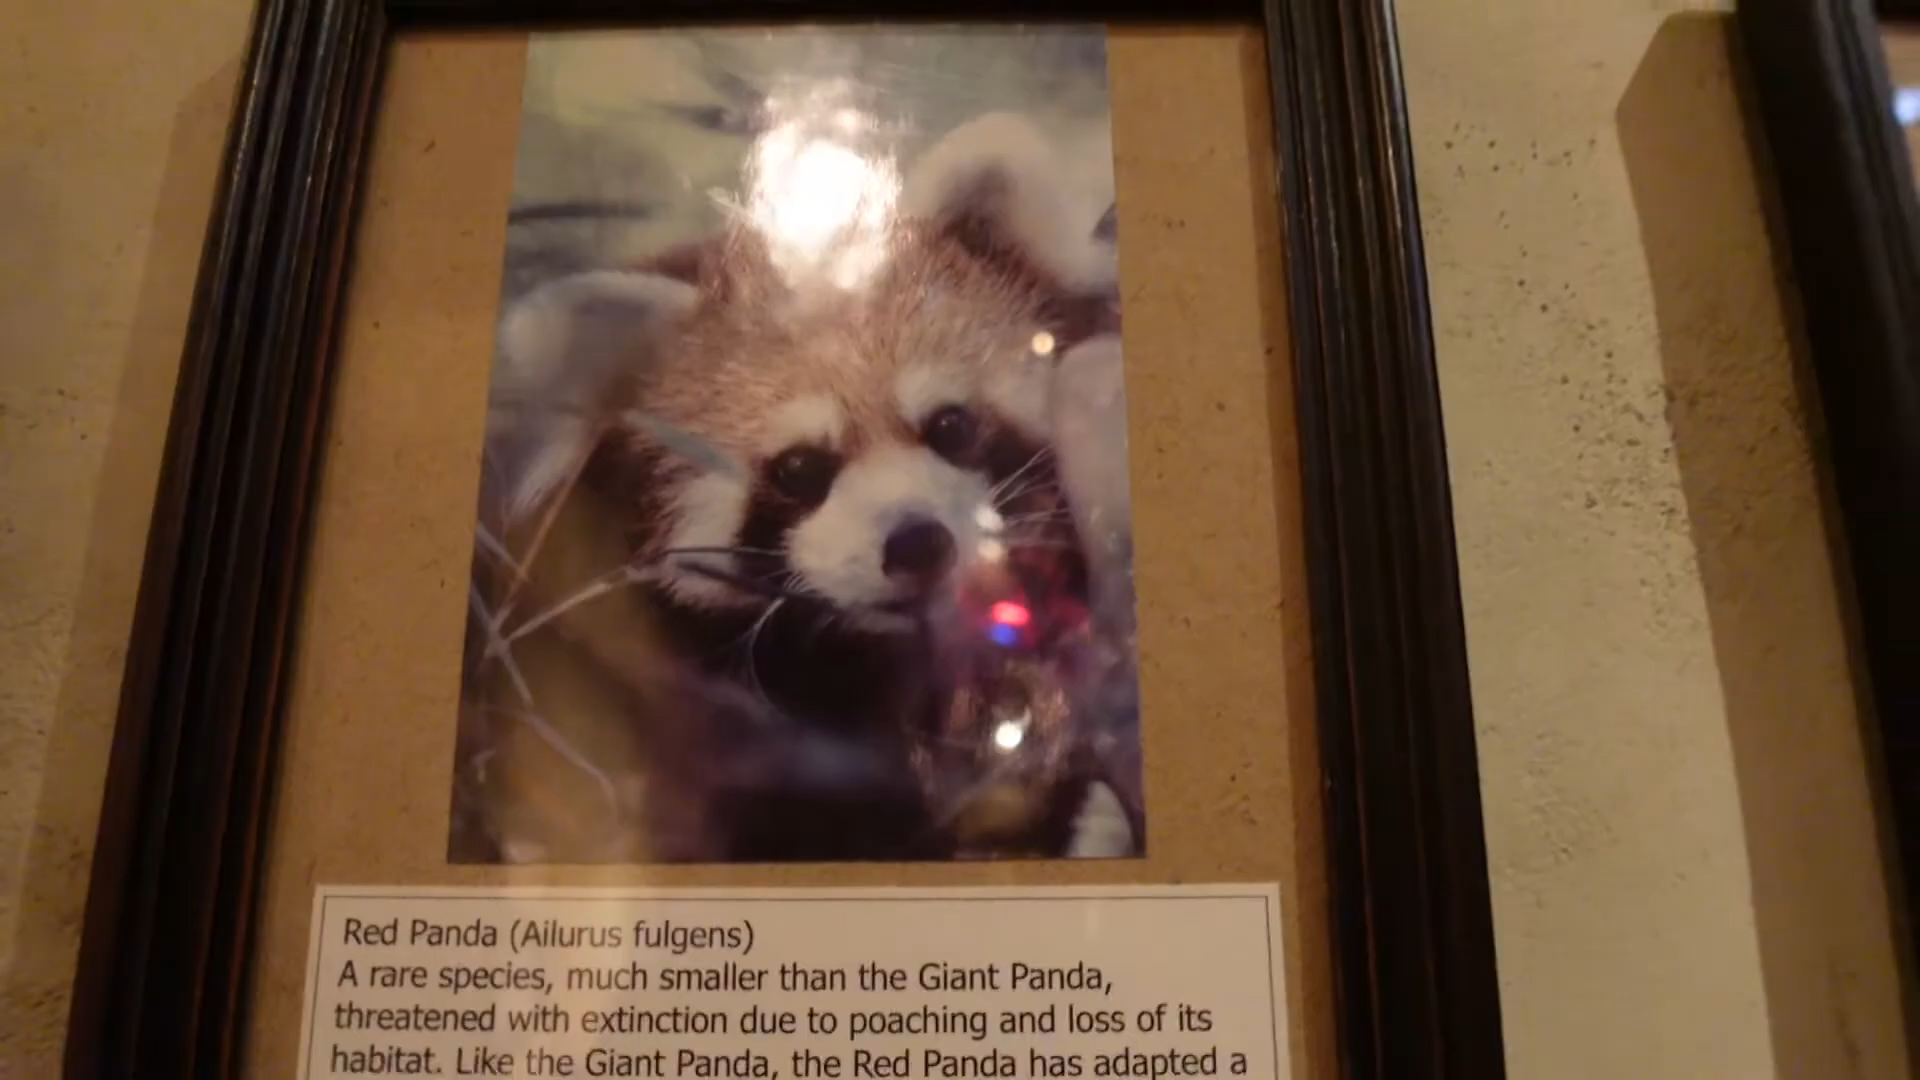 Red Panda (Ailurus fulgens)
A rare species, much smaller than the Giant Panda,
threatened with extinction due to poaching and loss of its
habitat. Like the Giant Panda, the Red Panda has adapted a